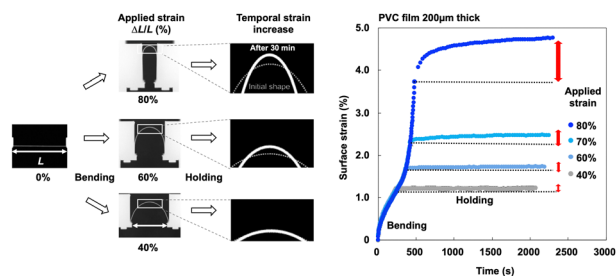 Applied strain
ΔL/L (%)
Temporal strain
increase
After 30 min
Initial shape
80%
L
0%
Bending
60%
Holding
40%
PVC film 200μm thick
Surface strain (%)
5.0
4.0
3.0
2.0
1.0
0.0
0
500
1000
1500
2000
2500
3000
Time (s)
Bending
Holding
Applied
strain
80%
70%
60%
40%